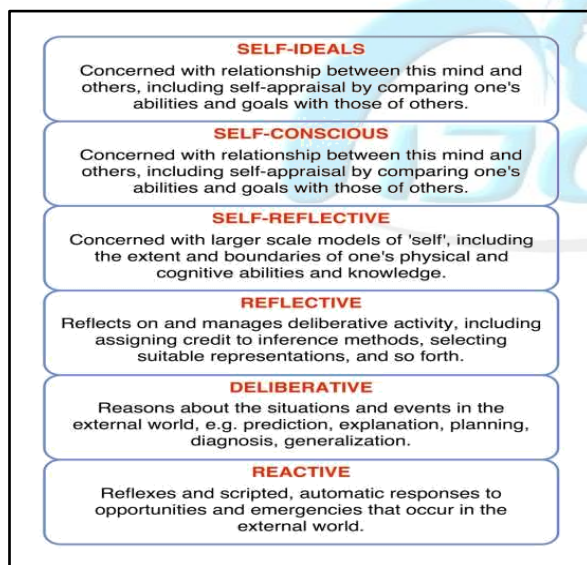 SELF-IDEALS
Concerned with relationship between this mind and
others, including self-appraisal by comparing one's
abilities and goals with those of others.
SELF-CONSCIOUS
Concerned with relationship between this mind and
others, including self-appraisal by comparing one's
abilities and goals with those of others.
SELF-REFLECTIVE
Concerned with larger scale models of 'self', including
the extent and boundaries of one's physical and
cognitive abilities and knowledge.
REFLECTIVE
Reflects on and manages deliberative activity, including
assigning credit to inference methods, selecting
suitable representations, and so forth.
DELIBERATIVE
Reasons about the situations and events in the
external world, e.g. prediction, explanation, planning,
diagnosis, generalization.
REACTIVE
Reflexes and scripted, automatic responses to
opportunities and emergencies that occur in the
external world.